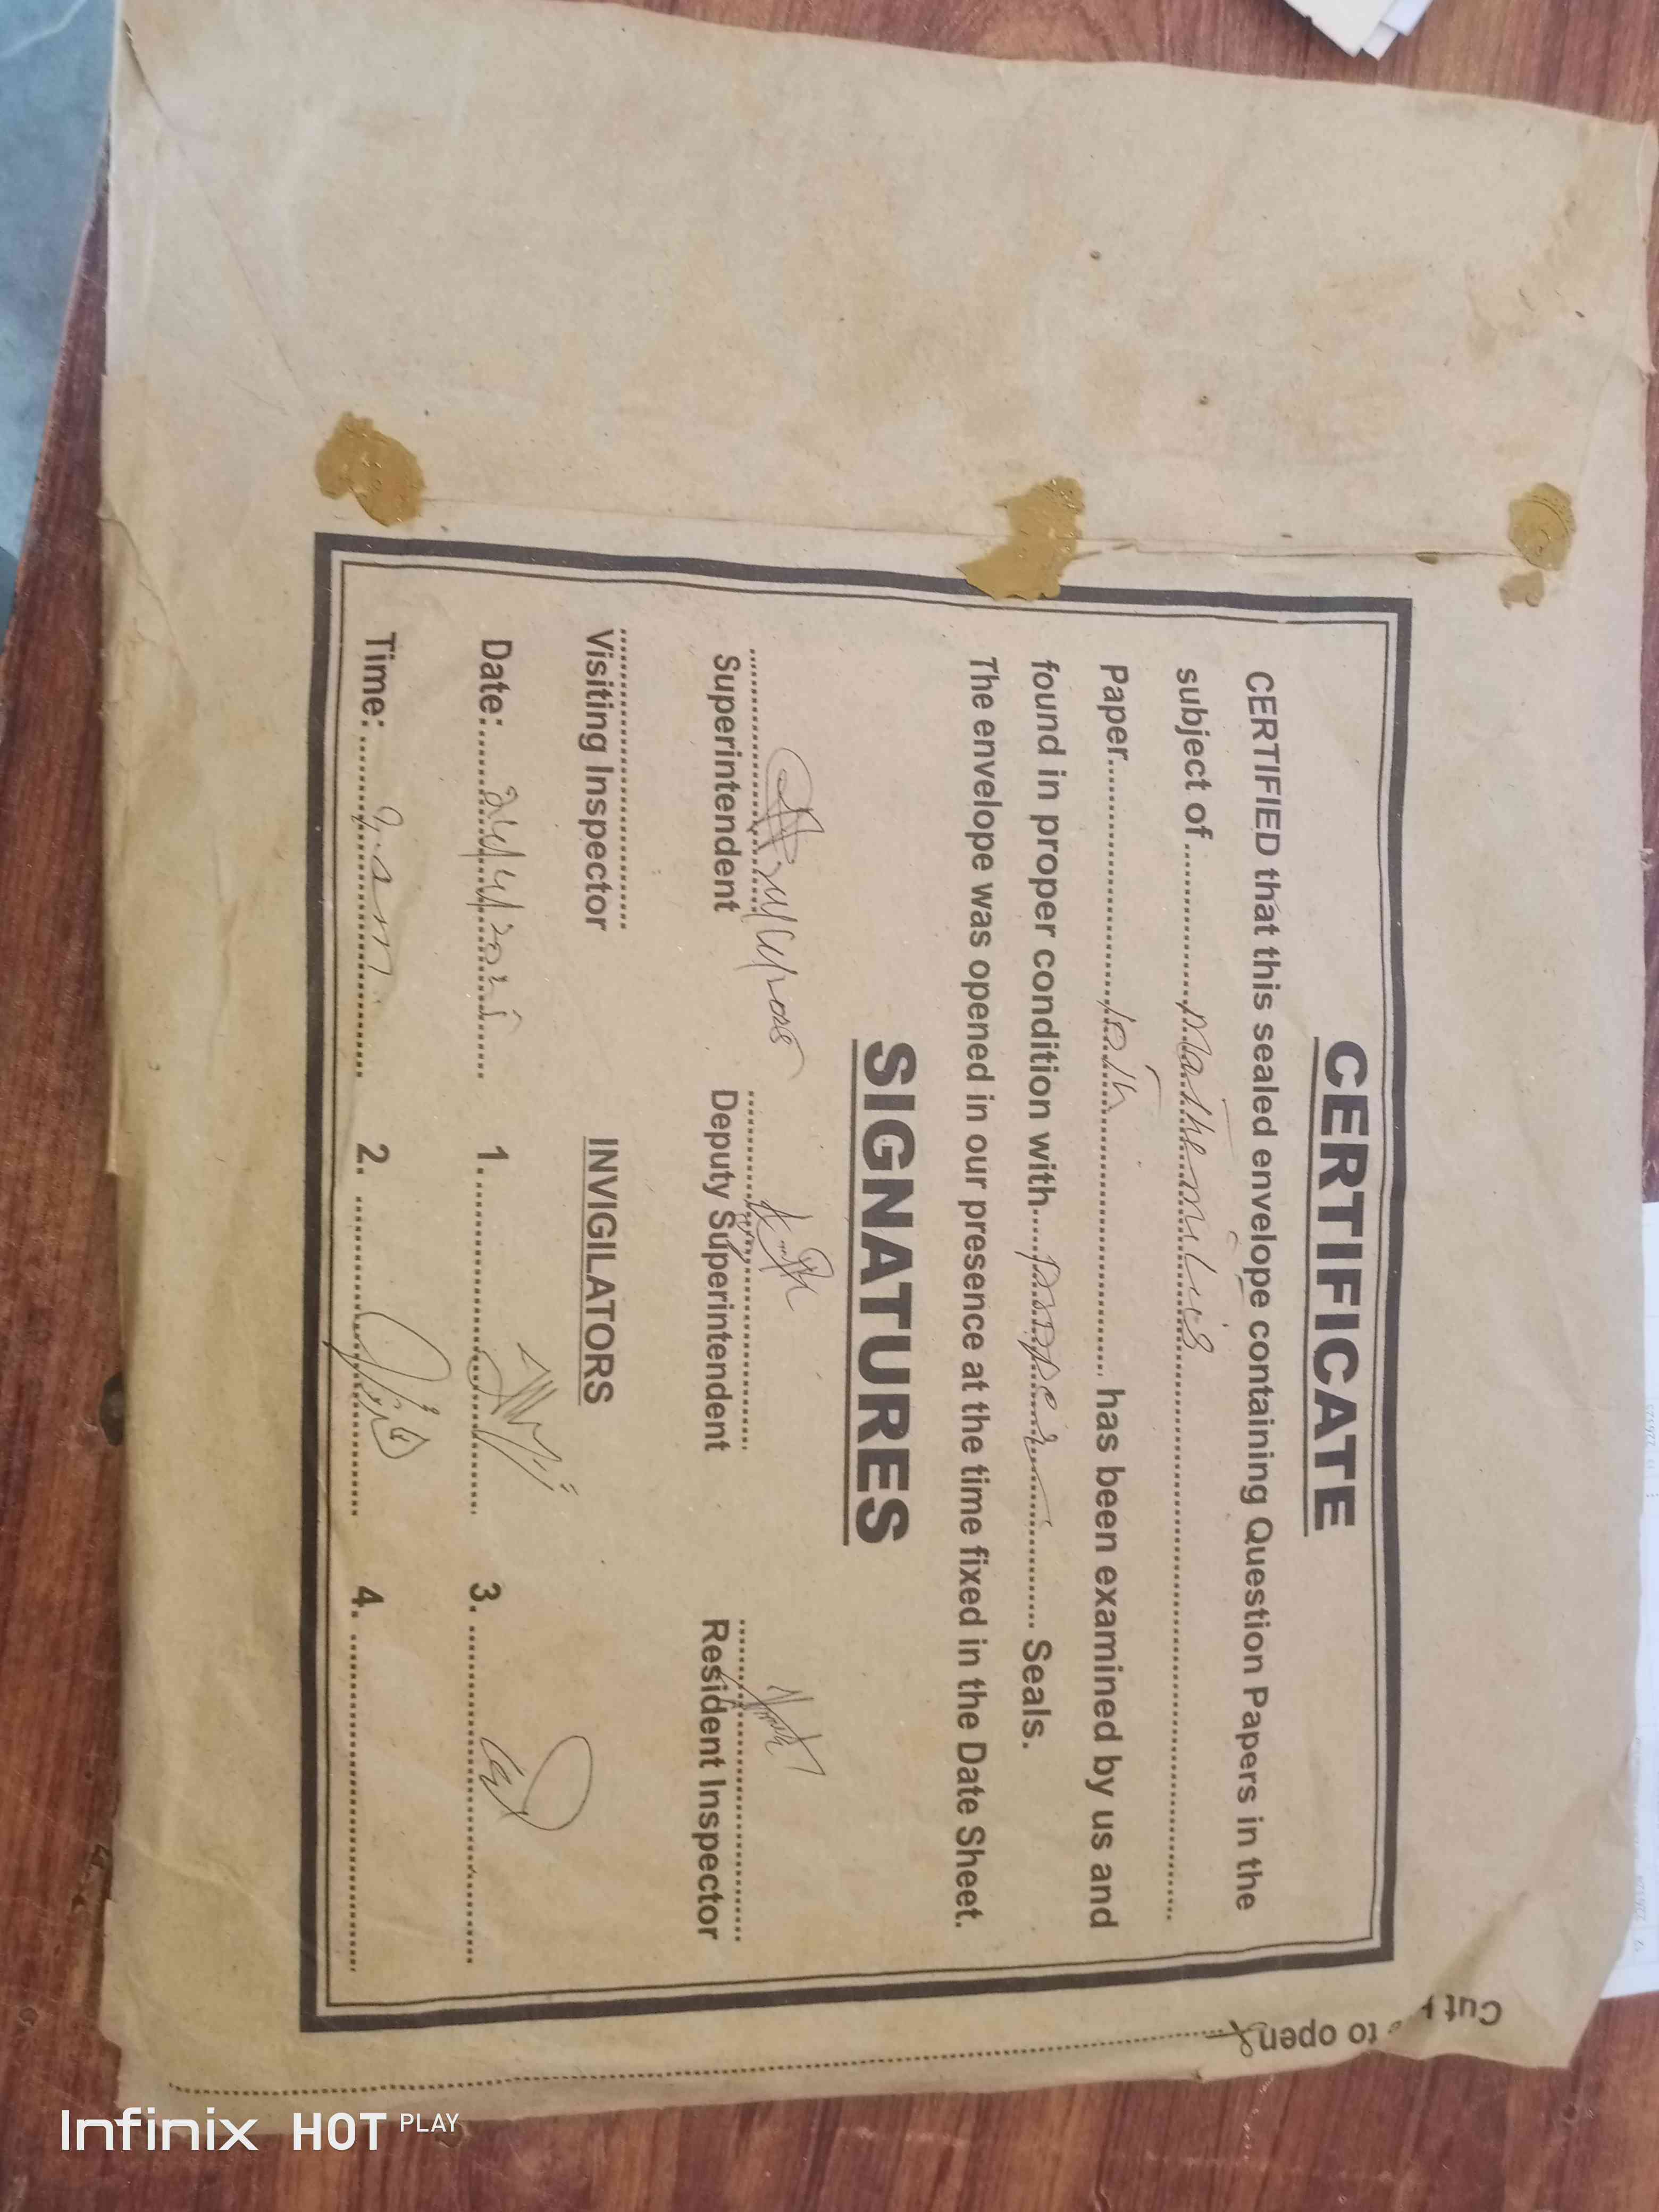 CERTIFICATE
CERTIFIED that this sealed envelope containing Question Papers in the
subject of .................. Mathematics ..................
Paper .................. 10th .................. has been examined by us and
found in proper condition with ..... proper .......... Seals.
The envelope was opened in our presence at the time fixed in the Date Sheet.
SIGNATURES
Superintendent Deputy Superintendent Resident Inspector
Visiting Inspector INVIGILATORS
Date: 1. 3.
Time: 2. 4.
Cut to open
Infinix HOT PLAY